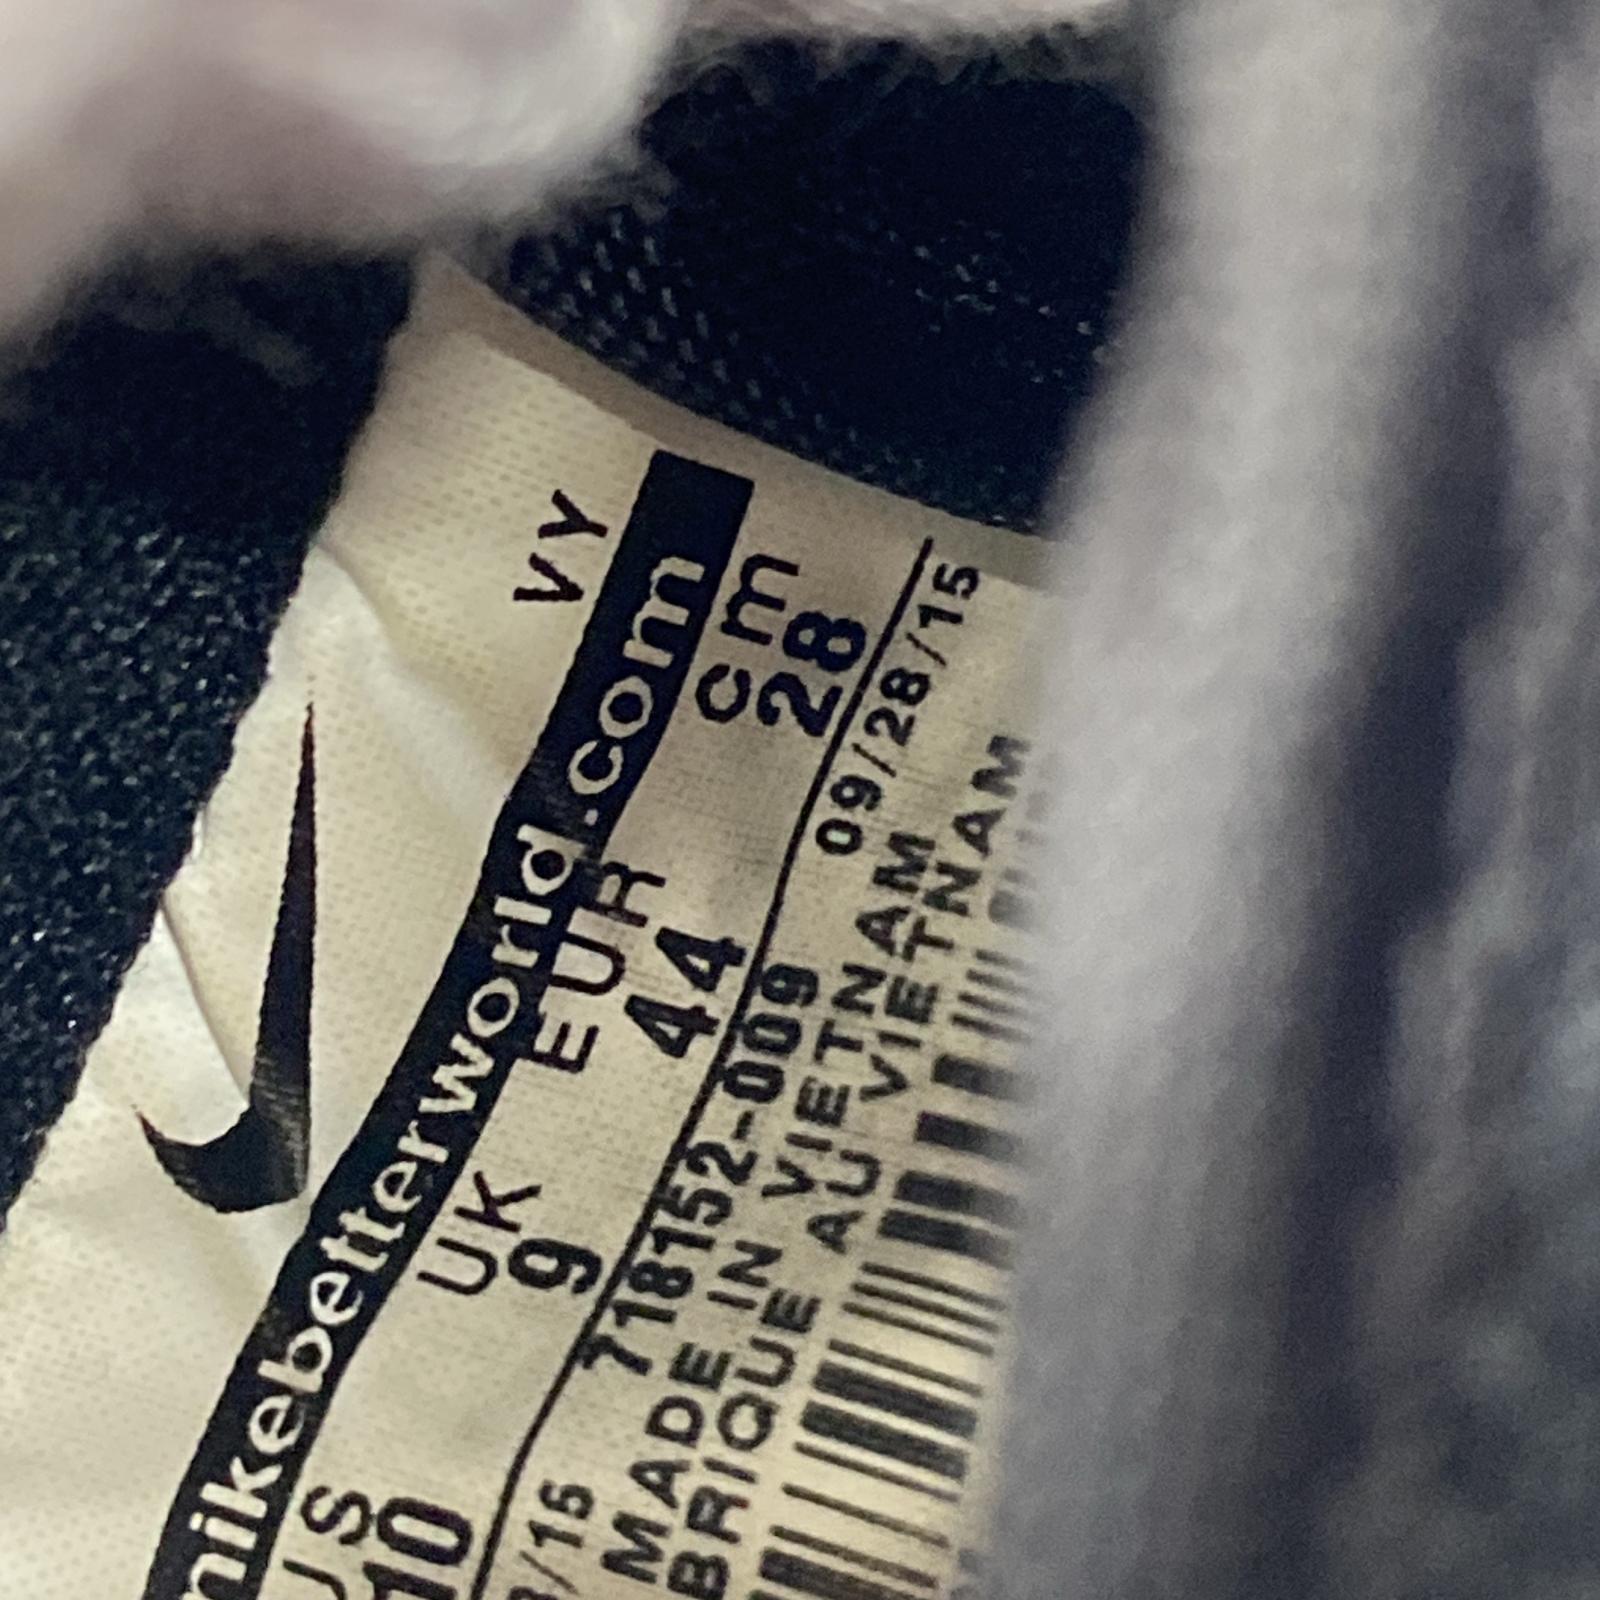 VY
nikebetterworld.com
US UK EUR cm
10 9 44 28
09/28/15
718152-009
MADE IN VIETNAM
BRIQUE AU VIETNAM